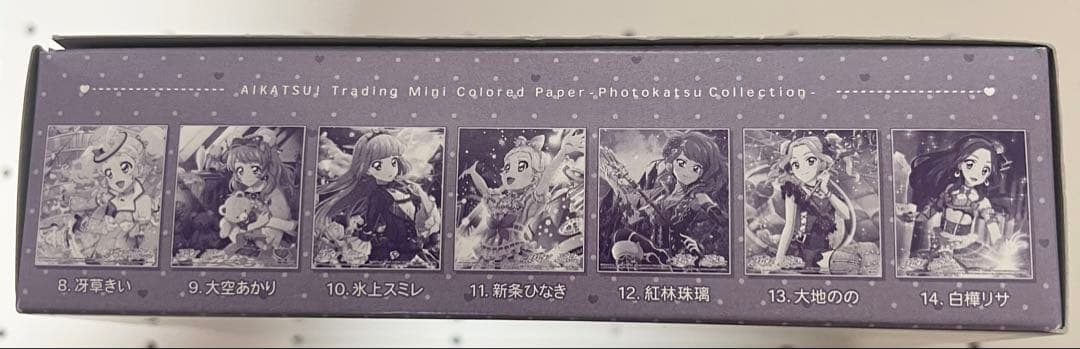 AIKATSU! Trading Mini Colored Paper-Photokatsu Collection-
8. 冴草きい
9. 大空あかり
10. 氷上スミレ
11. 新条ひなき
12. 紅林珠璃
13. 大地のの
14. 白樺リサ